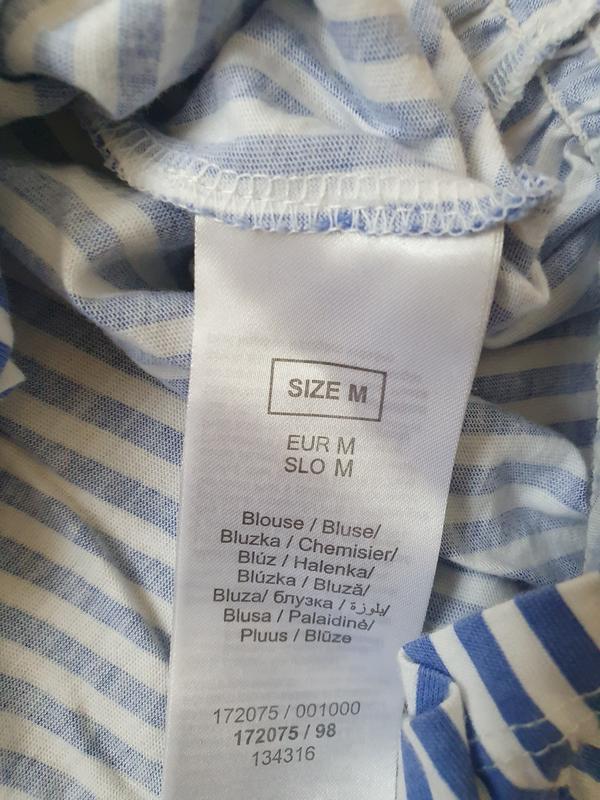 SIZE M
EUR M
SLO M
Blouse / Bluse/
Bluzka / Chemisier/
Blúz / Halenka/
Blúzka / Bluză/
Bluza/ блузка / بلوزة/
Blusa / Palaidinė/
Pluus / Blūze
172075 / 001000
172075 / 98
134316